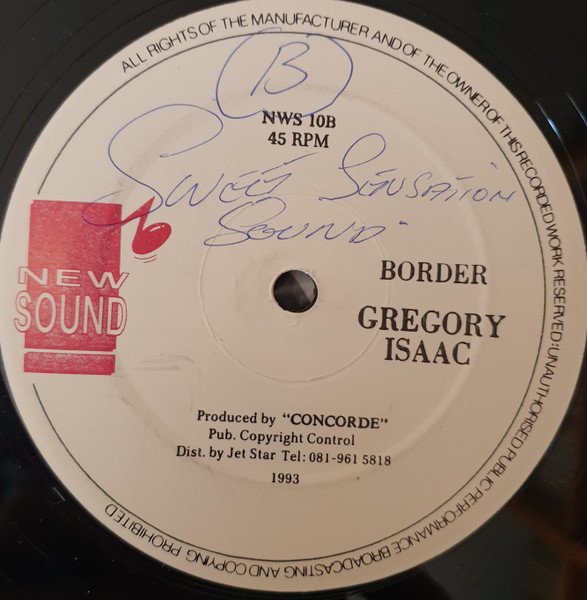 ALL RIGHTS OF THE MANUFACTURER AND OF THE OWNER OF THIS RECORDED WORK RESERVED:UNAUTHORISED PUBLIC PERFORMANCE BROADCASTING AND COPYING PROHIBITED
B
NWS 10B
45 RPM
SWEET SENSATION
SOUND
NEW
SOUND
BORDER
GREGORY
ISAAC
Produced by "CONCORDE"
Pub. Copyright Control
Dist. by Jet Star Tel: 081-961 5818
1993